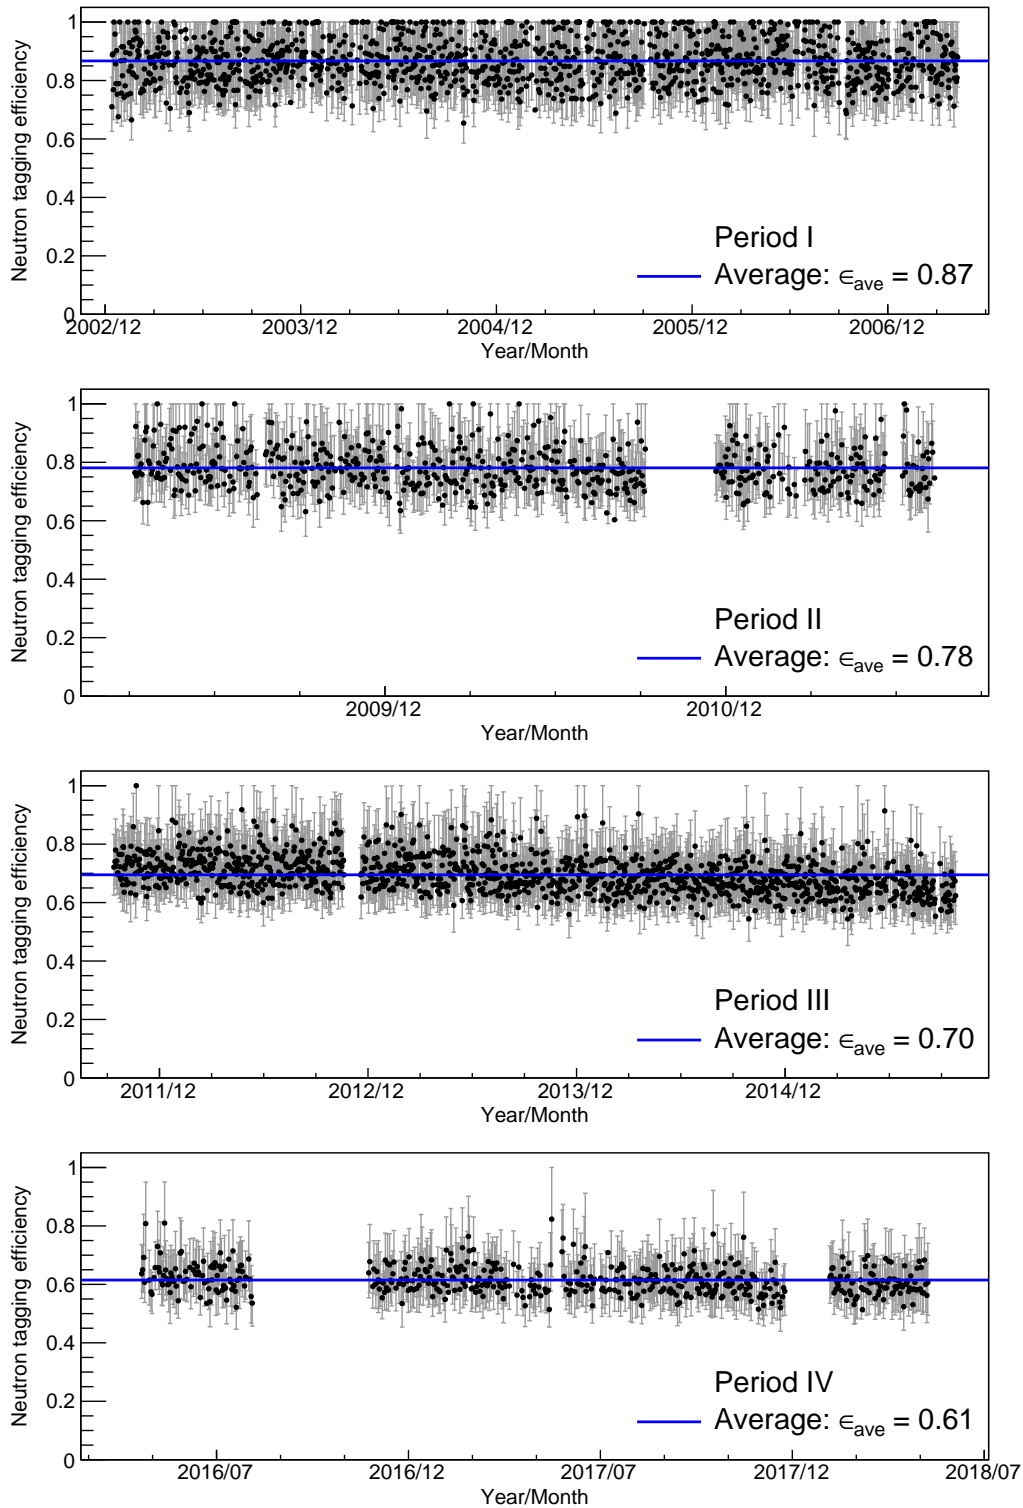 Neutron tagging efficiency
1
0.8
0.6
0.4
0.2
0
Period I
Average: ∈ave = 0.87
2002/12 2003/12 2004/12 2005/12 2006/12
Year/Month
Neutron tagging efficiency
1
0.8
0.6
0.4
0.2
0
Period II
Average: ∈ave = 0.78
2009/12 2010/12
Year/Month
Neutron tagging efficiency
1
0.8
0.6
0.4
0.2
0
Period III
Average: ∈ave = 0.70
2011/12 2012/12 2013/12 2014/12
Year/Month
Neutron tagging efficiency
1
0.8
0.6
0.4
0.2
0
Period IV
Average: ∈ave = 0.61
2016/07 2016/12 2017/07 2017/12 2018/07
Year/Month